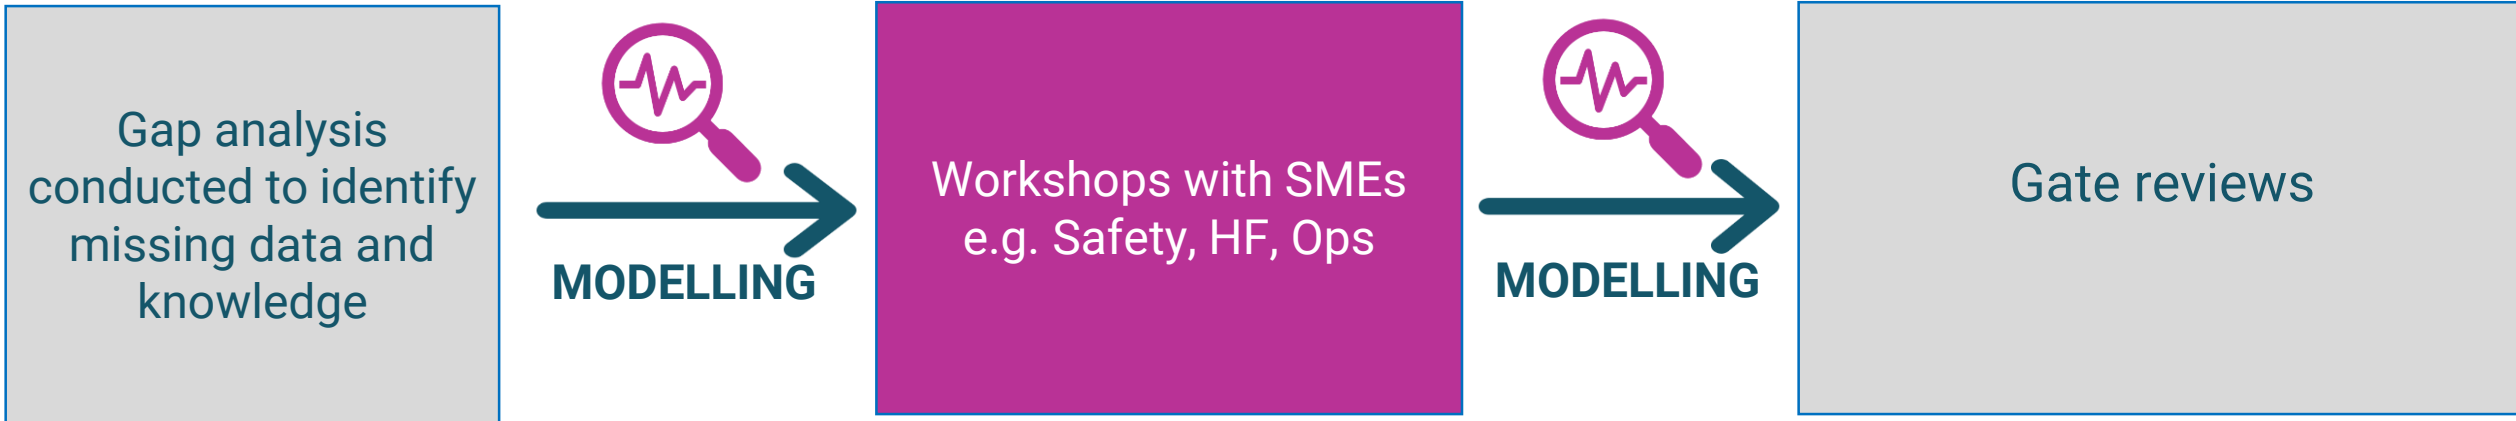 Gap analysis
conducted to identify
missing data and
knowledge
MODELLING
Workshops with SMEs
e.g. Safety, HF, Ops
MODELLING
Gate reviews